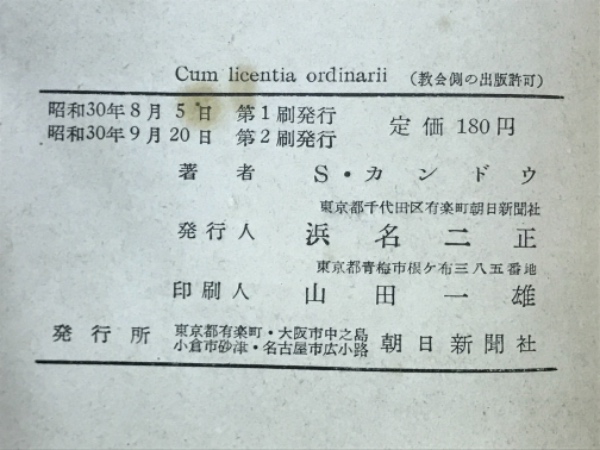 Cum licentia ordinarii （教会側の出版許可）
昭和30年8月5日 第1刷発行
昭和30年9月20日 第2刷発行
定価 180円
著者 S・カンドウ
東京都千代田区有楽町朝日新聞社
発行人 浜名二正
東京都青梅市根ケ布三八五番地
印刷人 山田一雄
発行所 東京都有楽町・大阪市中之島
小倉市砂津・名古屋市広小路 朝日新聞社